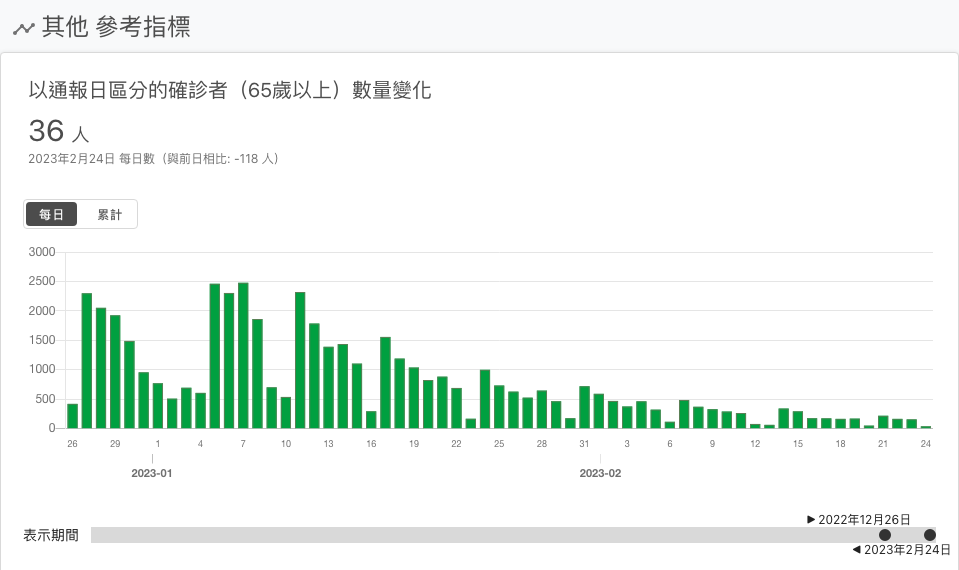 其他 參考指標
以通報日區分的確診者（65歲以上）數量變化
36 人
2023年2月24日 每日數（與前日相比: -118 人）
每日 累計
3000
2500
2000
1500
1000
500
0
26 29 1 4 7 10 13 16 19 22 25 28 31 3 6 9 12 15 18 21 24
2023-01 2023-02
▶ 2022年12月26日
表示期間
◀ 2023年2月24日